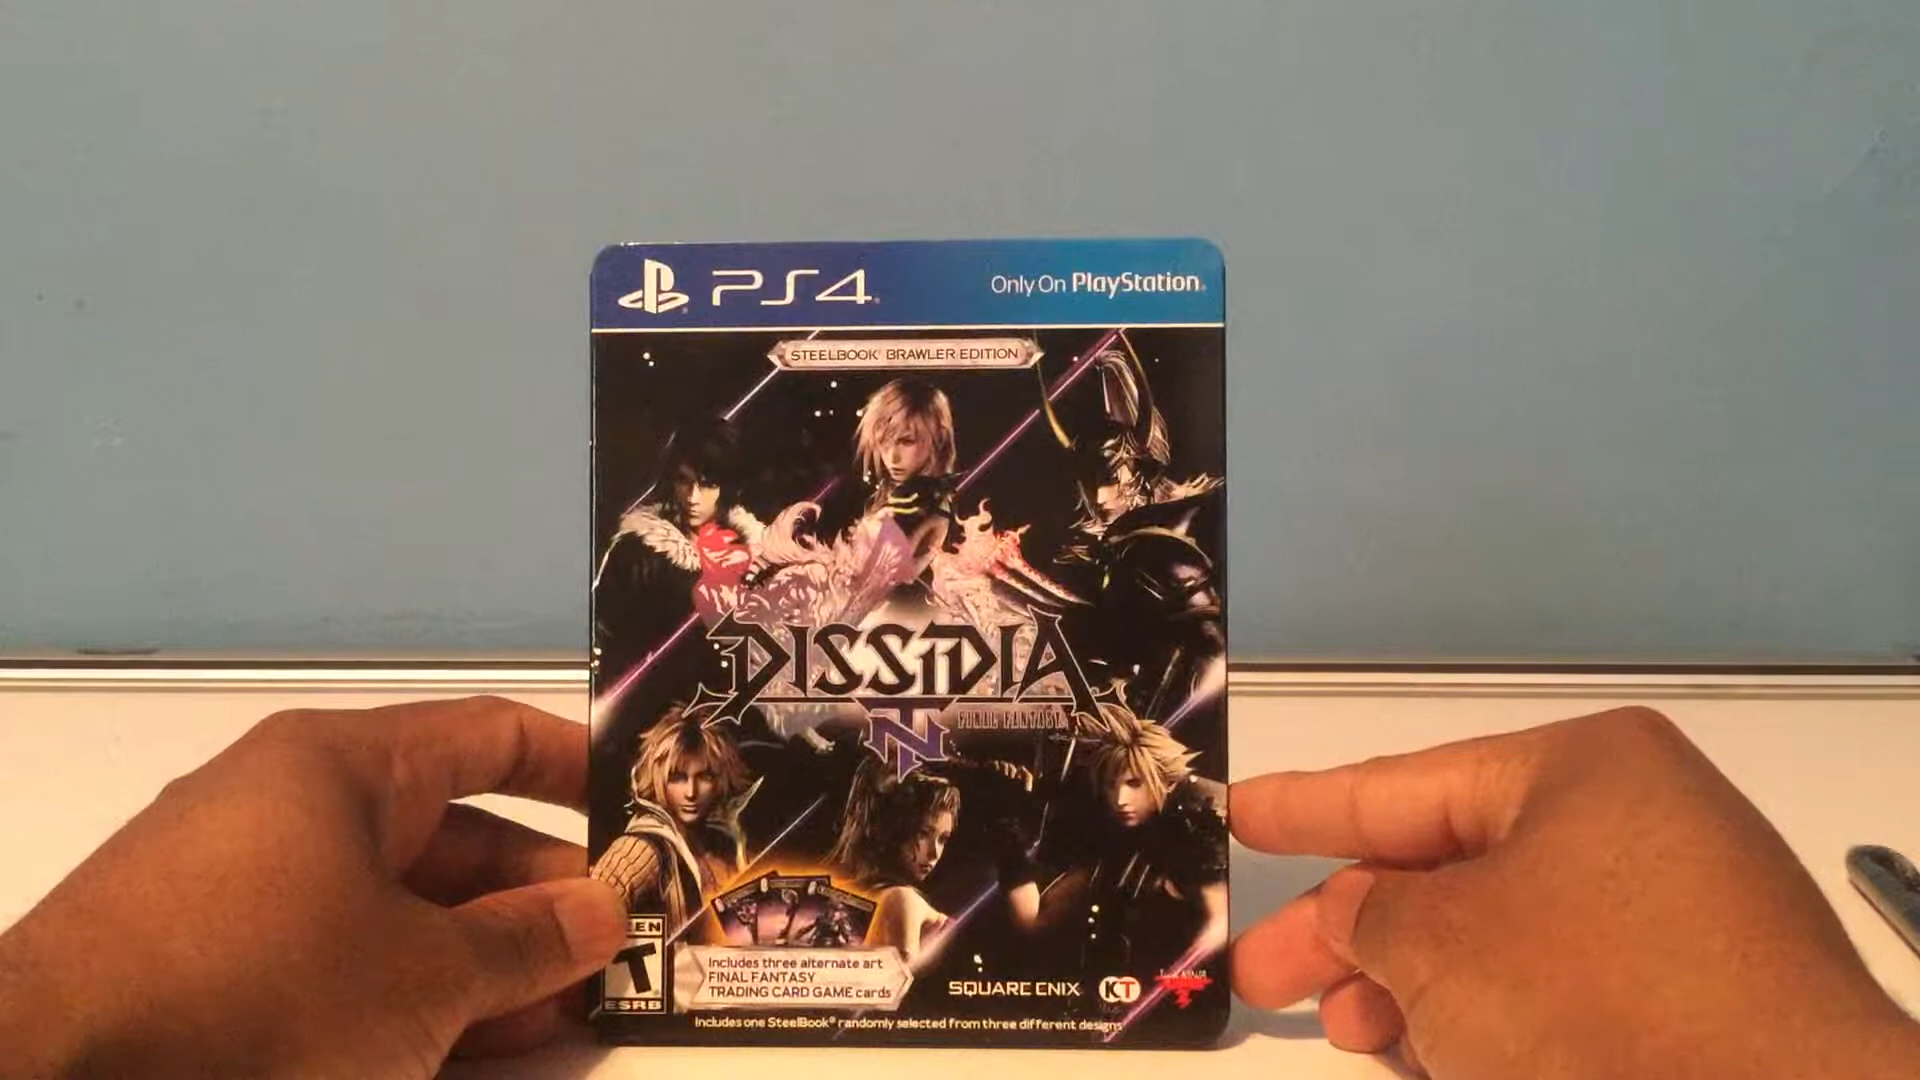 PS4
Only On PlayStation
STEELBOOK® BRAWLER EDITION
DISSIDIA
NT
FINAL FANTASY
EEN
T
ESRB
Includes three alternate art
FINAL FANTASY
TRADING CARD GAME cards
SQUARE ENIX
KT
Includes one SteelBook® randomly selected from three different designs